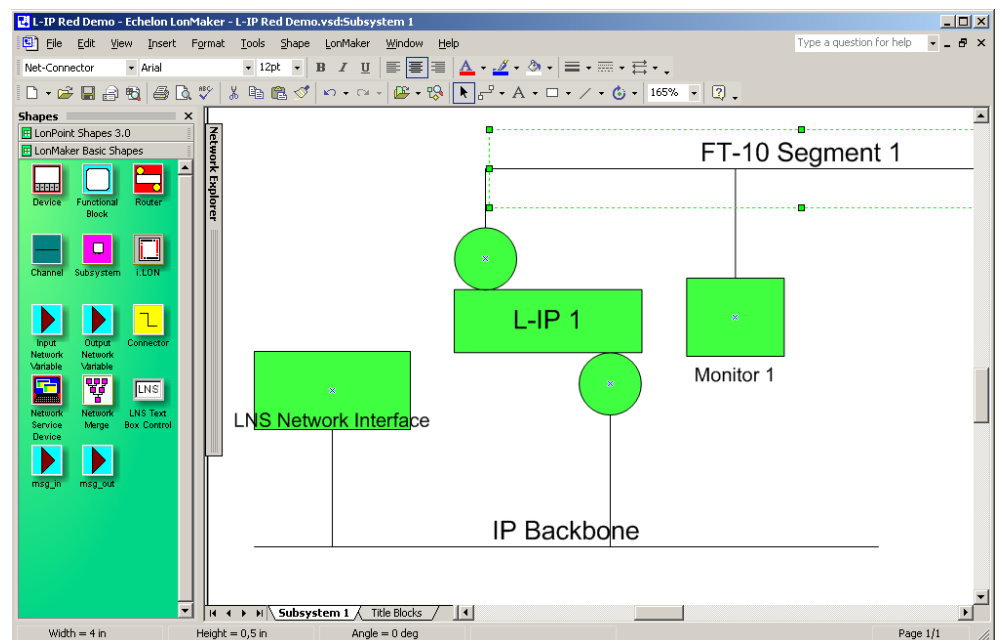 L-IP Red Demo - Echelon LonMaker - L-IP Red Demo.vsd:Subsystem 1
File Edit View Insert Format Tools Shape LonMaker Window Help
Type a question for help
Net-Connector Arial 12pt B I U A
ABC A 165%
Shapes
LonPoint Shapes 3.0
LonMaker Basic Shapes
Device
Functional Block
Router
Channel
Subsystem
i.LON
Input Network Variable
Output Network Variable
Connector
Network Service Device
Network Merge
LNS
LNS Text Box Control
msg_in
msg_out
Network Explorer
FT-10 Segment 1
L-IP 1
Monitor 1
LNS Network Interface
IP Backbone
Subsystem 1
Title Blocks
Width = 4 in Height = 0,5 in Angle = 0 deg Page 1/1